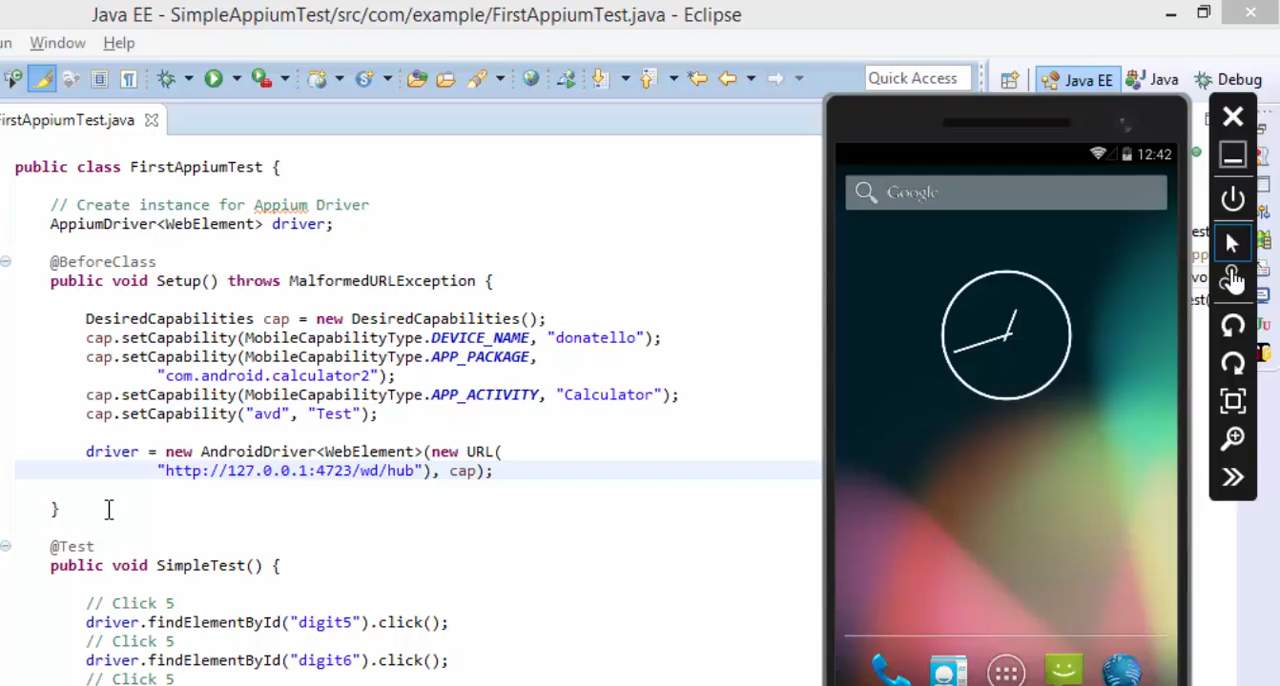 Java EE - SimpleAppiumTest/src/com/example/FirstAppiumTest.java - Eclipse
Window Help
Quick Access
Java EE
Java
Debug
FirstAppiumTest.java
public class FirstAppiumTest {
// Create instance for Appium Driver
AppiumDriver<WebElement> driver;
@BeforeClass
public void Setup() throws MalformedURLException {
DesiredCapabilities cap = new DesiredCapabilities();
cap.setCapability(MobileCapabilityType.DEVICE_NAME, "donatello");
cap.setCapability(MobileCapabilityType.APP_PACKAGE,
"com.android.calculator2");
cap.setCapability(MobileCapabilityType.APP_ACTIVITY, "Calculator");
cap.setCapability("avd", "Test");
driver = new AndroidDriver<WebElement>(new URL(
"http://127.0.0.1:4723/wd/hub"), cap);
}
@Test
public void SimpleTest() {
// Click 5
driver.findElementById("digit5").click();
// Click 5
driver.findElementById("digit6").click();
// Click 5
12:42
Google